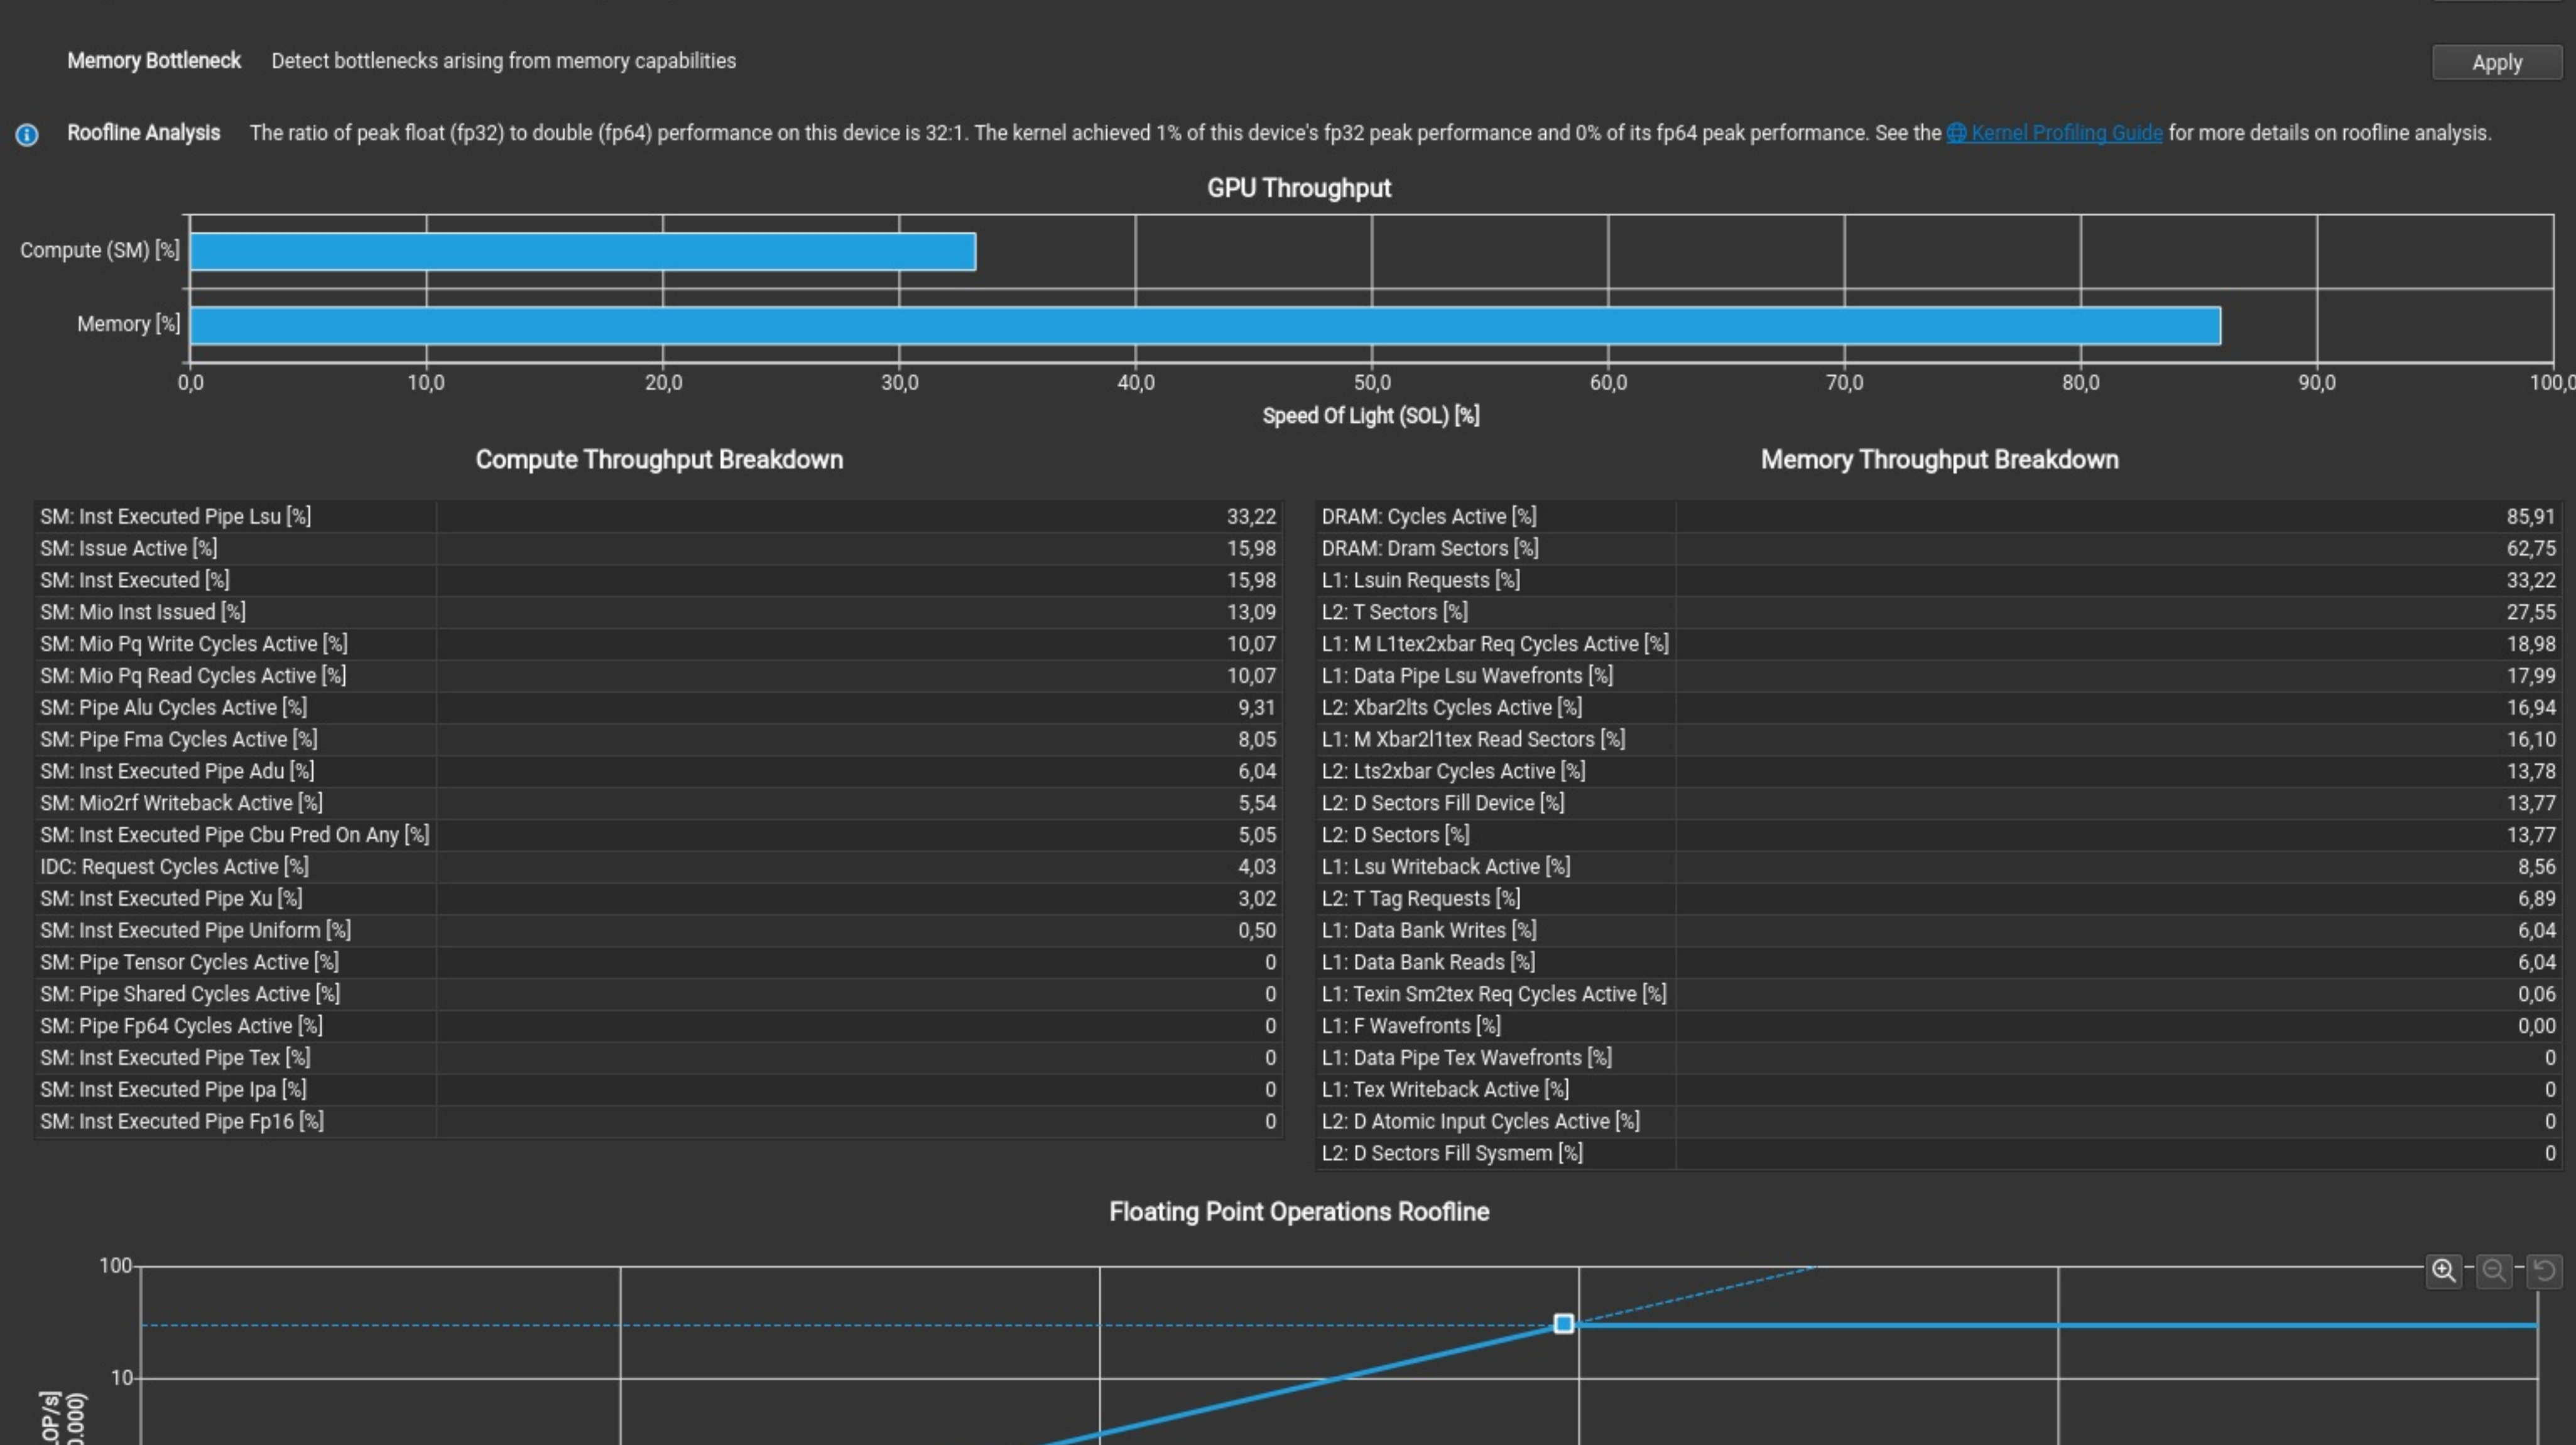 Memory Bottleneck Detect bottlenecks arising from memory capabilities Apply
Roofline Analysis The ratio of peak float (fp32) to double (fp64) performance on this device is 32:1. The kernel achieved 1% of this device's fp32 peak performance and 0% of its fp64 peak performance. See the Kernel Profiling Guide for more details on roofline analysis.
GPU Throughput
Compute (SM) [%]
Memory [%]
0,0 10,0 20,0 30,0 40,0 50,0 60,0 70,0 80,0 90,0 100,0
Speed Of Light (SOL) [%]
Compute Throughput Breakdown
SM: Inst Executed Pipe Lsu [%] 33,22
SM: Issue Active [%] 15,98
SM: Inst Executed [%] 15,98
SM: Mio Inst Issued [%] 13,09
SM: Mio Pq Write Cycles Active [%] 10,07
SM: Mio Pq Read Cycles Active [%] 10,07
SM: Pipe Alu Cycles Active [%] 9,31
SM: Pipe Fma Cycles Active [%] 8,05
SM: Inst Executed Pipe Adu [%] 6,04
SM: Mio2rf Writeback Active [%] 5,54
SM: Inst Executed Pipe Cbu Pred On Any [%] 5,05
IDC: Request Cycles Active [%] 4,03
SM: Inst Executed Pipe Xu [%] 3,02
SM: Inst Executed Pipe Uniform [%] 0,50
SM: Pipe Tensor Cycles Active [%] 0
SM: Pipe Shared Cycles Active [%] 0
SM: Pipe Fp64 Cycles Active [%] 0
SM: Inst Executed Pipe Tex [%] 0
SM: Inst Executed Pipe Ipa [%] 0
SM: Inst Executed Pipe Fp16 [%] 0
Memory Throughput Breakdown
DRAM: Cycles Active [%] 85,91
DRAM: Dram Sectors [%] 62,75
L1: Lsuin Requests [%] 33,22
L2: T Sectors [%] 27,55
L1: M L1tex2xbar Req Cycles Active [%] 18,98
L1: Data Pipe Lsu Wavefronts [%] 17,99
L2: Xbar2lts Cycles Active [%] 16,94
L1: M Xbar2l1tex Read Sectors [%] 16,10
L2: Lts2xbar Cycles Active [%] 13,78
L2: D Sectors Fill Device [%] 13,77
L2: D Sectors [%] 13,77
L1: Lsu Writeback Active [%] 8,56
L2: T Tag Requests [%] 6,89
L1: Data Bank Writes [%] 6,04
L1: Data Bank Reads [%] 6,04
L1: Texin Sm2tex Req Cycles Active [%] 0,06
L1: F Wavefronts [%] 0,00
L1: Data Pipe Tex Wavefronts [%] 0
L1: Tex Writeback Active [%] 0
L2: D Atomic Input Cycles Active [%] 0
L2: D Sectors Fill Sysmem [%] 0
Floating Point Operations Roofline
100
10